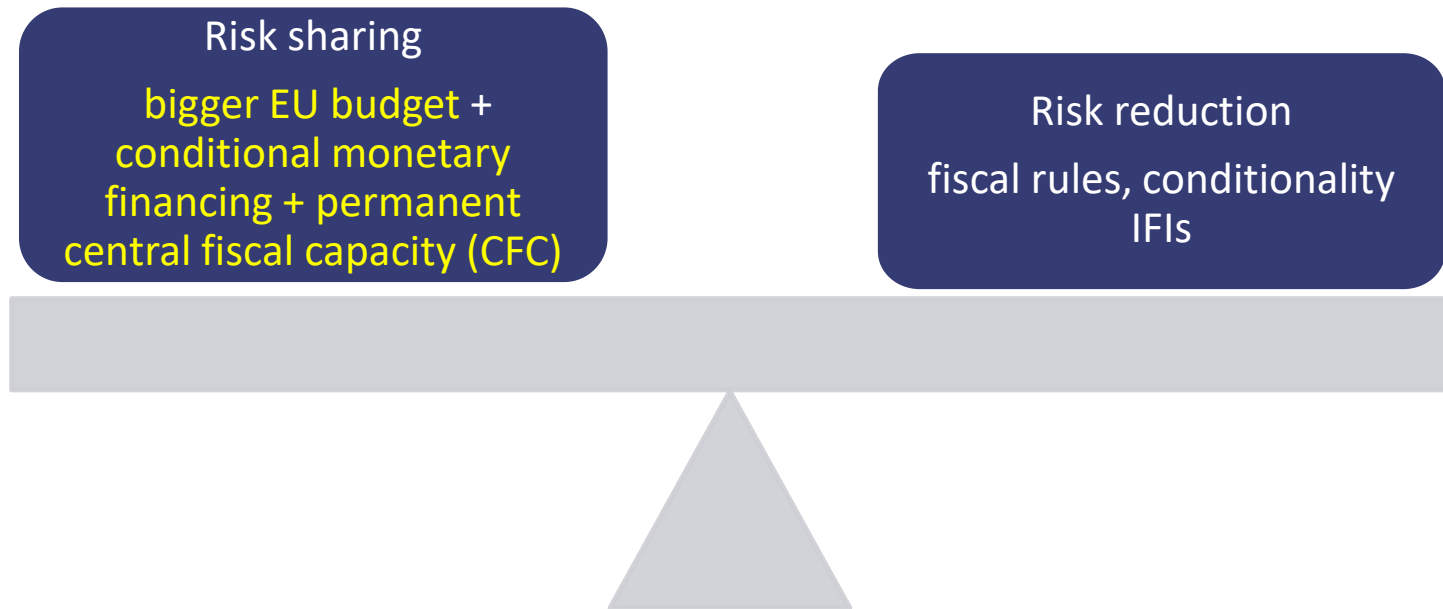 Risk sharing
bigger EU budget +
conditional monetary
financing + permanent
central fiscal capacity (CFC)
Risk reduction
fiscal rules, conditionality
IFIs